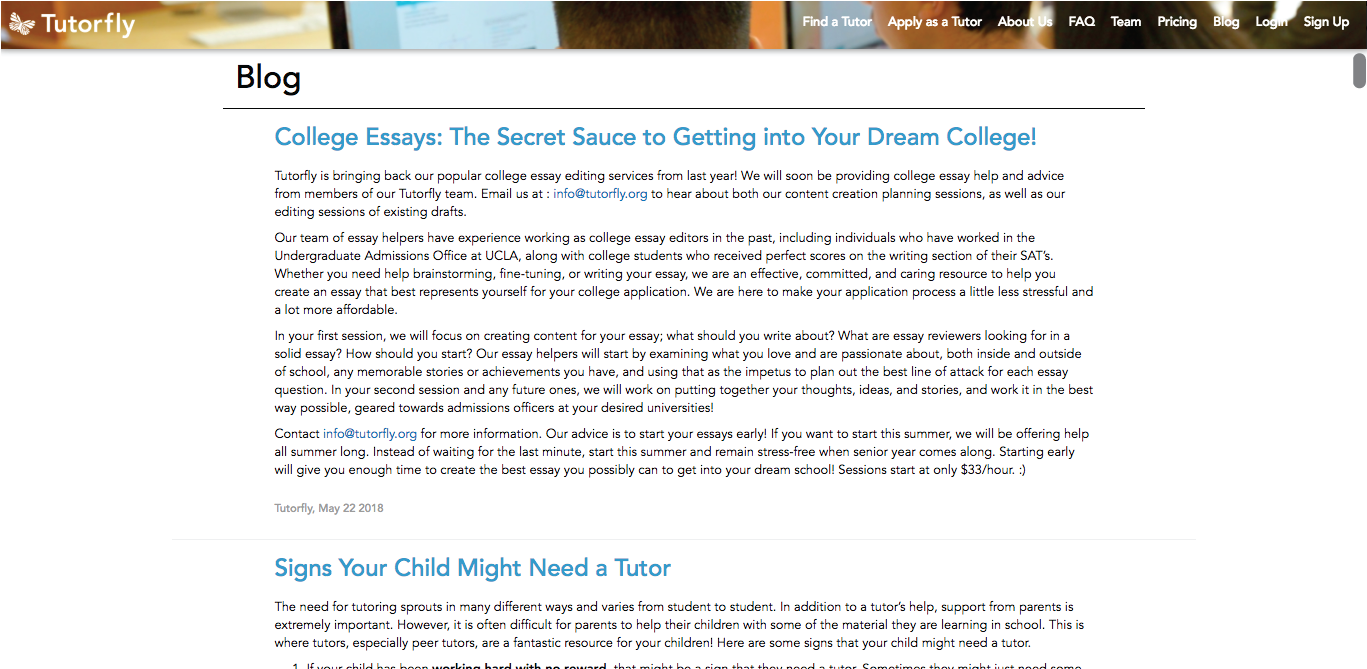 Tutorfly
Find a Tutor Apply as a Tutor About Us FAQ Team Pricing Blog Login Sign Up
Blog
College Essays: The Secret Sauce to Getting into Your Dream College!
Tutorfly is bringing back our popular college essay editing services from last year! We will soon be providing college essay help and advice
from members of our Tutorfly team. Email us at : info@tutorfly.org to hear about both our content creation planning sessions, as well as our
editing sessions of existing drafts.
Our team of essay helpers have experience working as college essay editors in the past, including individuals who have worked in the
Undergraduate Admissions Office at UCLA, along with college students who received perfect scores on the writing section of their SAT's.
Whether you need help brainstorming, fine-tuning, or writing your essay, we are an effective, committed, and caring resource to help you
create an essay that best represents yourself for your college application. We are here to make your application process a little less stressful and
a lot more affordable.
In your first session, we will focus on creating content for your essay; what should you write about? What are essay reviewers looking for in a
solid essay? How should you start? Our essay helpers will start by examining what you love and are passionate about, both inside and outside
of school, any memorable stories or achievements you have, and using that as the impetus to plan out the best line of attack for each essay
question. In your second session and any future ones, we will work on putting together your thoughts, ideas, and stories, and work it in the best
way possible, geared towards admissions officers at your desired universities!
Contact info@tutorfly.org for more information. Our advice is to start your essays early! If you want to start this summer, we will be offering help
all summer long. Instead of waiting for the last minute, start this summer and remain stress-free when senior year comes along. Starting early
will give you enough time to create the best essay you possibly can to get into your dream school! Sessions start at only $33/hour. :)
Tutorfly, May 22 2018
Signs Your Child Might Need a Tutor
The need for tutoring sprouts in many different ways and varies from student to student. In addition to a tutor's help, support from parents is
extremely important. However, it is often difficult for parents to help their children with some of the material they are learning in school. This is
where tutors, especially peer tutors, are a fantastic resource for your children! Here are some signs that your child might need a tutor.
1. If your child has been working hard with no reward, that might be a sign that they need a tutor. Sometimes they might just need some